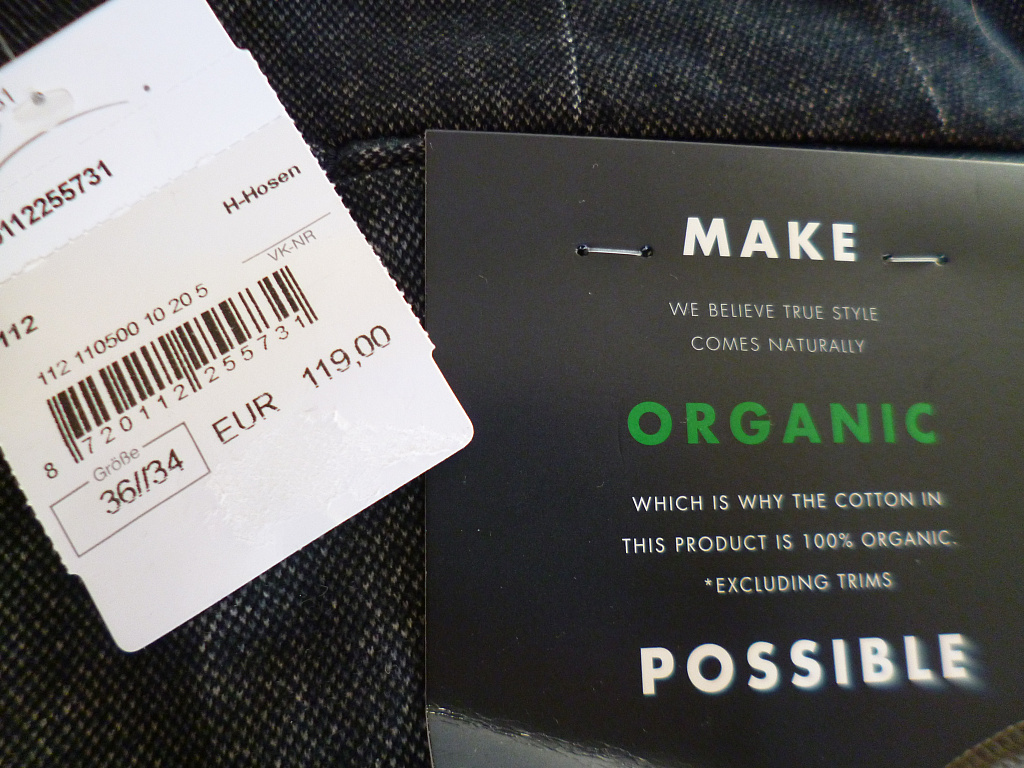 H-Hosen
VK-NR
112
112 110500 10 20 5
8 720112 255731
EUR 119,00
Größe
36//34
MAKE
WE BELIEVE TRUE STYLE
COMES NATURALLY
ORGANIC
WHICH IS WHY THE COTTON IN
THIS PRODUCT IS 100% ORGANIC.
*EXCLUDING TRIMS
POSSIBLE